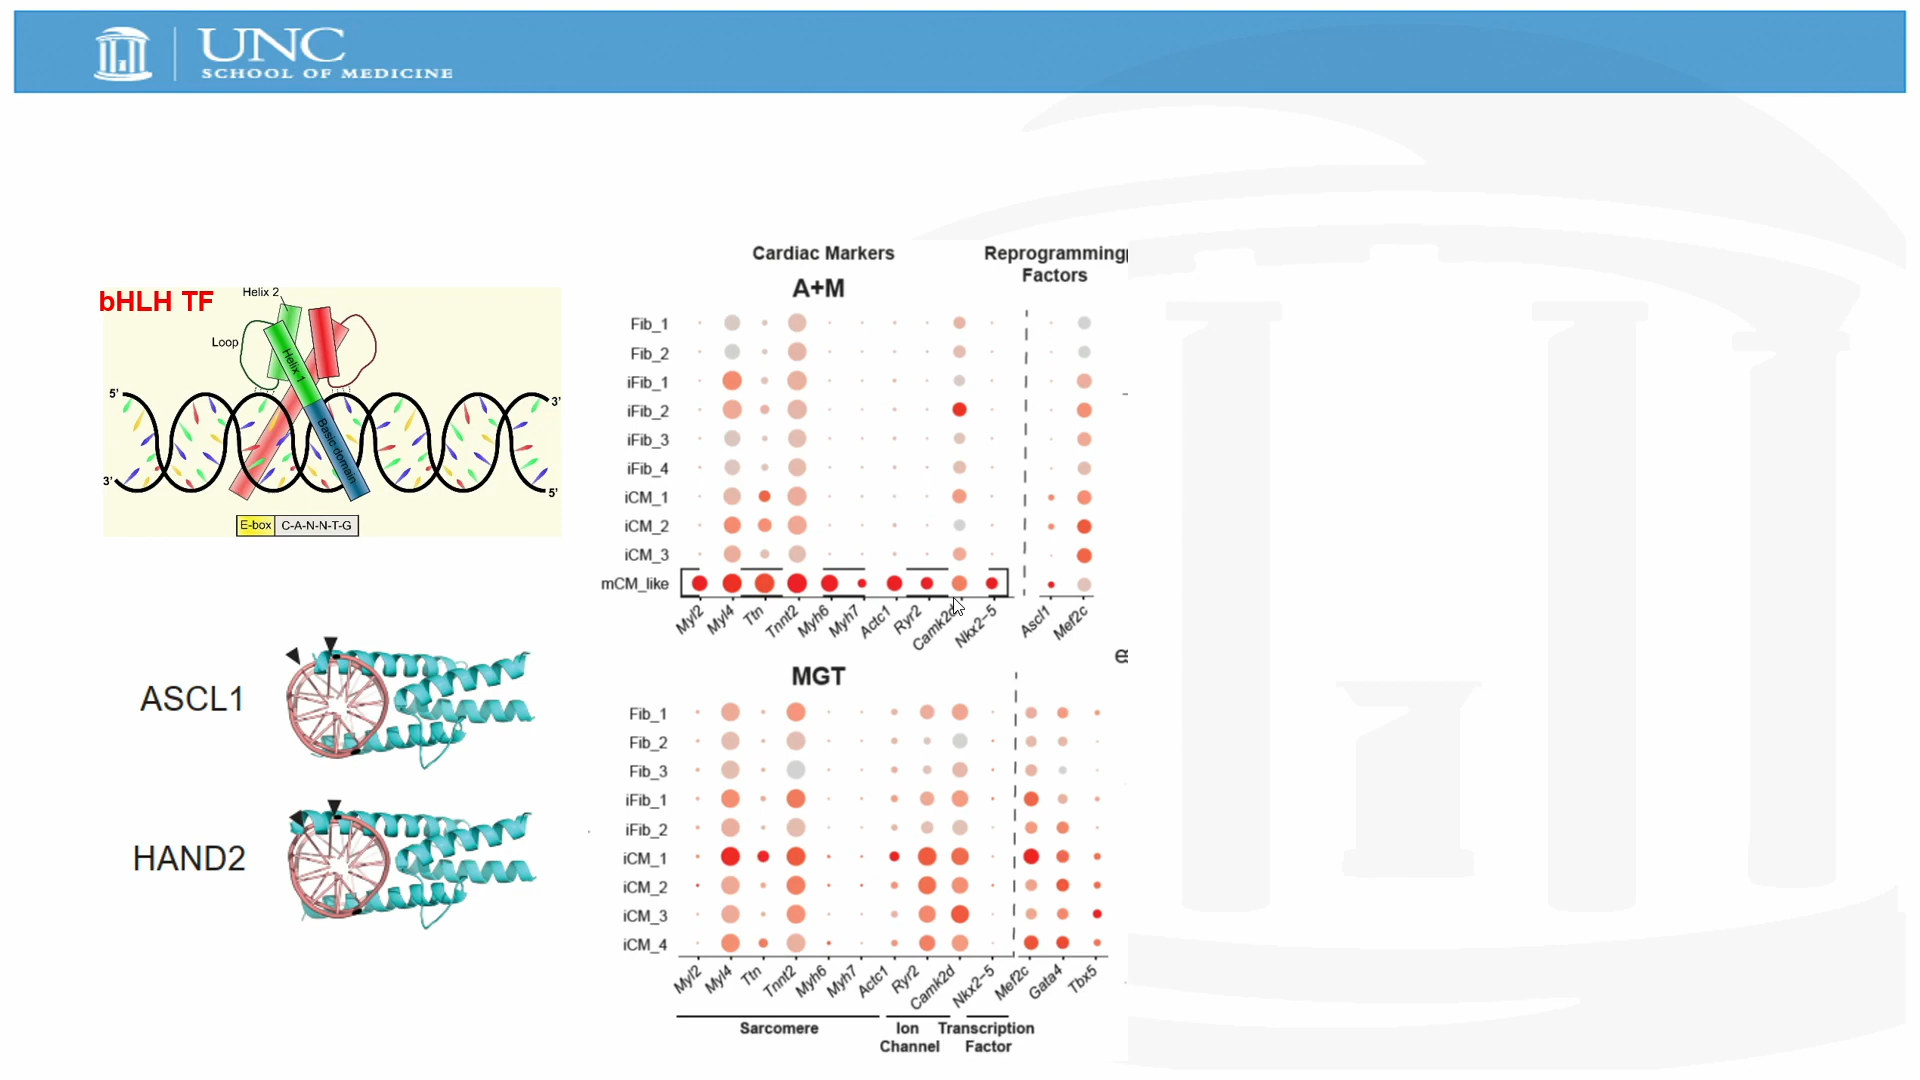 UNC
SCHOOL OF MEDICINE
bHLH TF
Helix 2
Loop
Helix 1
Basic domain
5'
3'
3'
5'
E-box C-A-N-N-T-G
ASCL1
HAND2
Cardiac Markers
Reprogramming
Factors
A+M
Fib_1
Fib_2
iFib_1
iFib_2
iFib_3
iFib_4
iCM_1
iCM_2
iCM_3
mCM_like
Myl2 Myl4 Ttn Tnnt2 Myh6 Myh7 Actc1 Ryr2 Camk2d Nkx2-5 Ascl1 Mef2c
MGT
Fib_1
Fib_2
Fib_3
iFib_1
iFib_2
iCM_1
iCM_2
iCM_3
iCM_4
Myl2 Myl4 Ttn Tnnt2 Myh6 Myh7 Actc1 Ryr2 Camk2d Nkx2-5 Mef2c Gata4 Tbx5
Sarcomere
Ion
Channel
Transcription
Factor